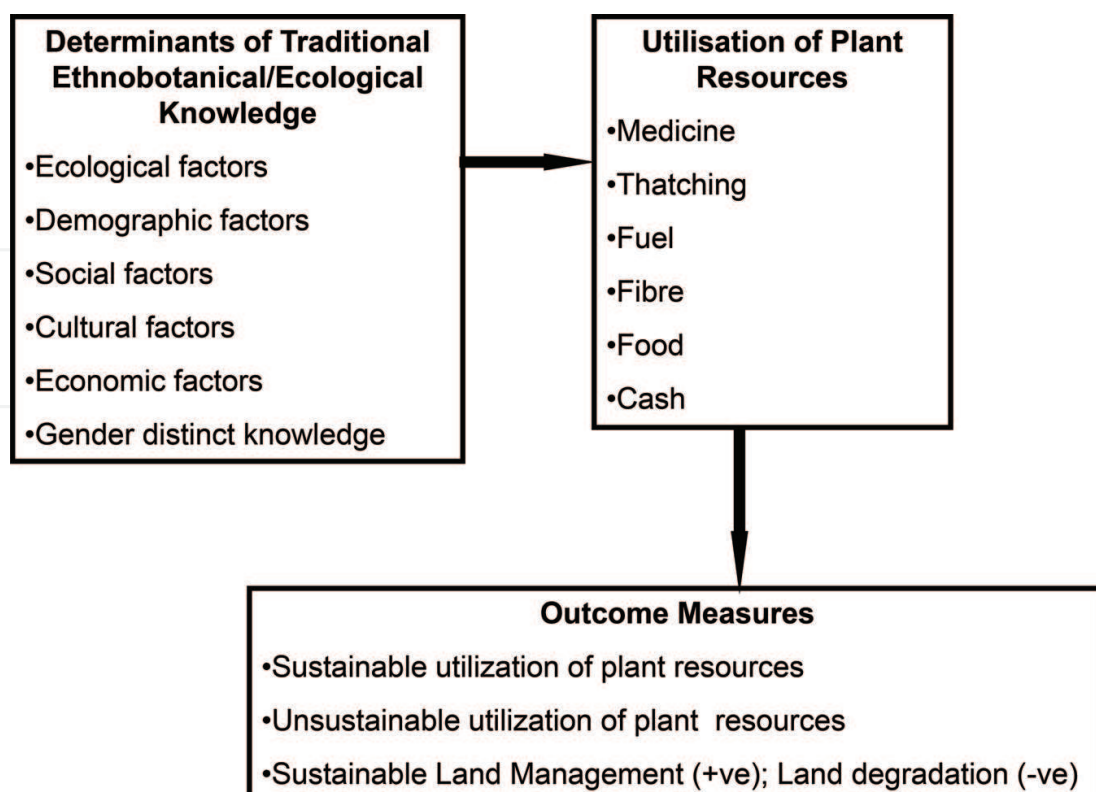 Determinants of Traditional
Ethnobotanical/Ecological
Knowledge
•Ecological factors
•Demographic factors
•Social factors
•Cultural factors
•Economic factors
•Gender distinct knowledge
Utilisation of Plant
Resources
•Medicine
•Thatching
•Fuel
•Fibre
•Food
•Cash
Outcome Measures
•Sustainable utilization of plant resources
•Unsustainable utilization of plant resources
•Sustainable Land Management (+ve); Land degradation (-ve)